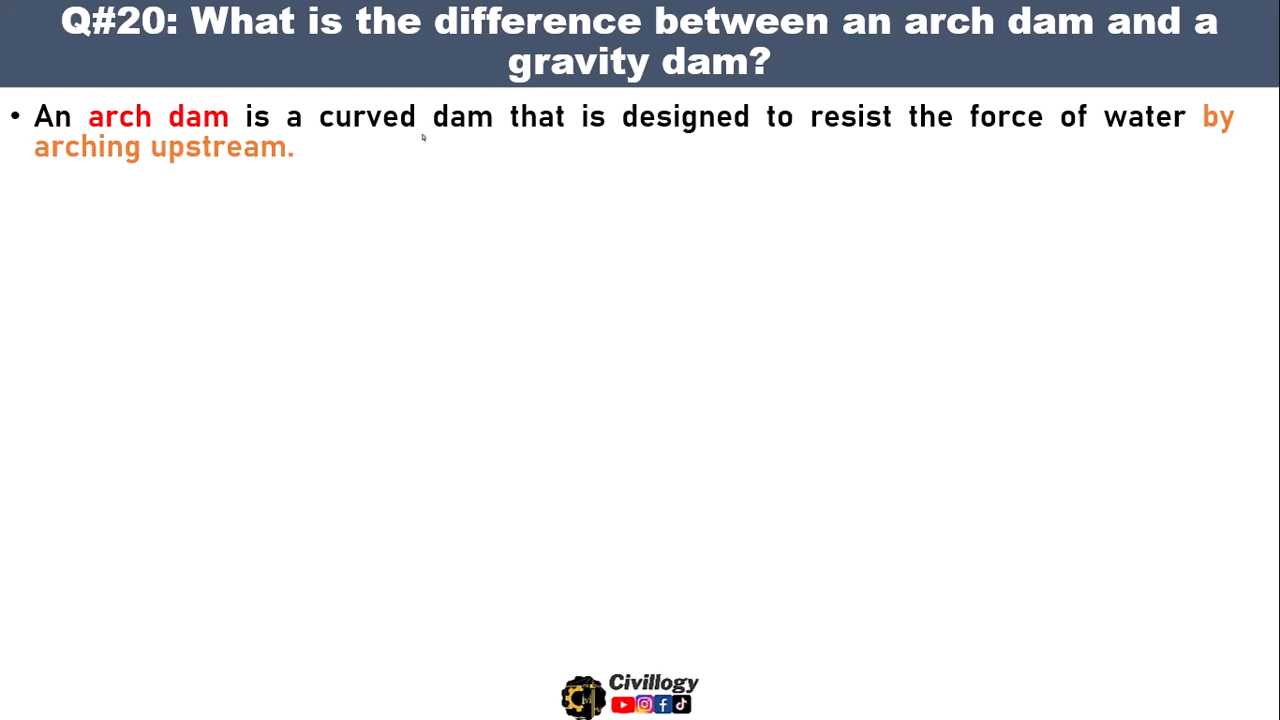 Q#20: What is the difference between an arch dam and a
gravity dam?
• An arch dam is a curved dam that is designed to resist the force of water by
arching upstream.
Civillogy